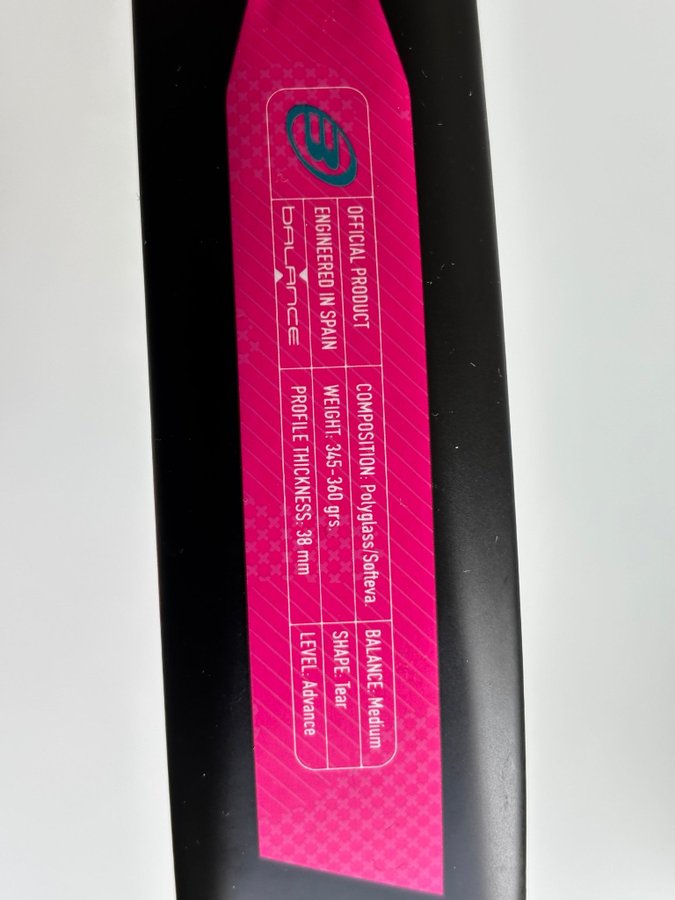 OFFICIAL PRODUCT
ENGINEERED IN SPAIN
BALANCE
COMPOSITION: Polyglass/Softeva.
WEIGHT: 345-360 grs.
PROFILE THICKNESS: 38 mm
BALANCE: Medium
SHAPE: Tear
LEVEL: Advance